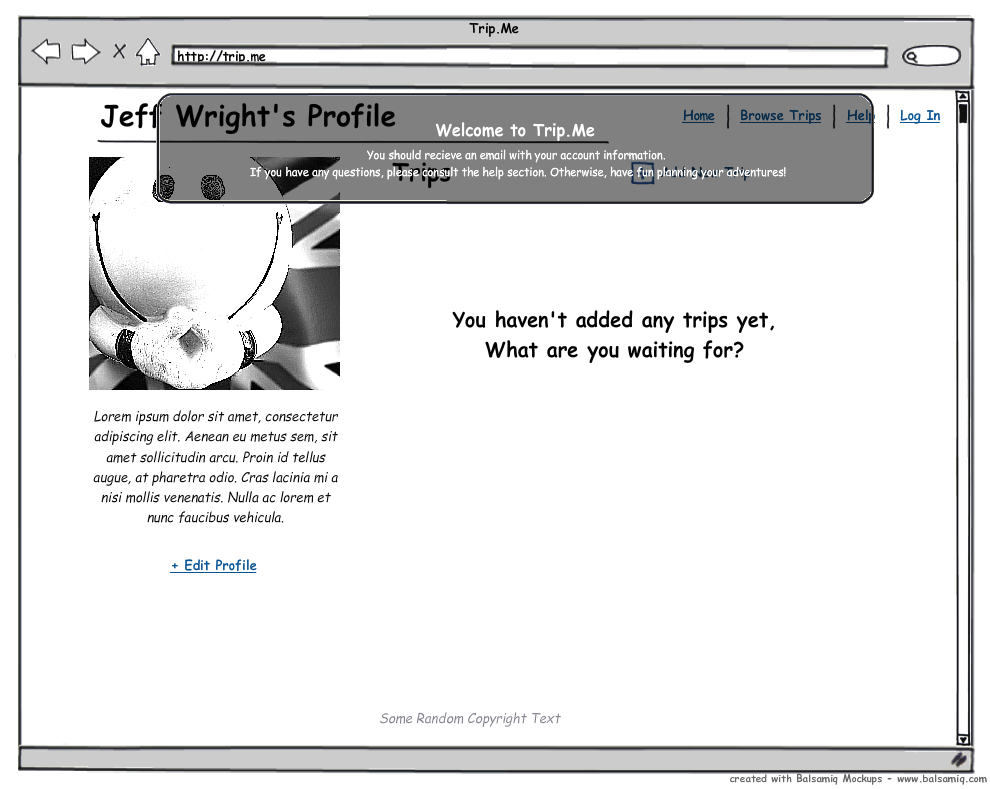 Trip.Me
http://trip.me
Jeff Wright's Profile
Home
Browse Trips
Help
Log In
Welcome to Trip.Me
You should recieve an email with your account information.
If you have any questions, please consult the help section. Otherwise, have fun planning your adventures!
Trips
Add New Trip
You haven't added any trips yet,
What are you waiting for?
Lorem ipsum dolor sit amet, consectetur
adipiscing elit. Aenean eu metus sem, sit
amet sollicitudin arcu. Proin id tellus
augue, at pharetra odio. Cras lacinia mi a
nisi mollis venenatis. Nulla ac lorem et
nunc faucibus vehicula.
+ Edit Profile
Some Random Copyright Text
created with Balsamiq Mockups - www.balsamiq.com